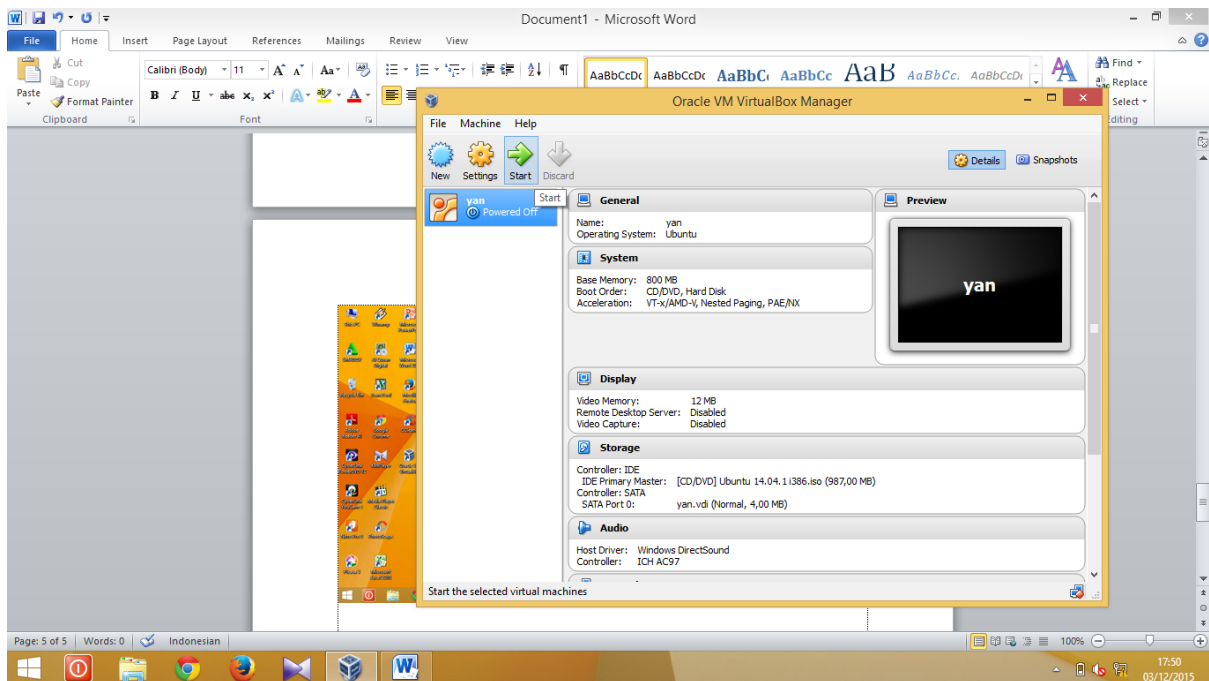 Document1 - Microsoft Word
File Home Insert Page Layout References Mailings Review View
Cut
Copy
Format Painter
Paste
Calibri (Body) 11
AaBbCcDc AaBbCcDc AaBbC AaBbCc AaB AaBbCc. AaBbCcDc
Find
Replace
Select
Clipboard Font Editing
Oracle VM VirtualBox Manager
File Machine Help
New Settings Start Discard
Details Snapshots
Start
yan
Powered Off
General
Name: yan
Operating System: Ubuntu
Preview
yan
System
Base Memory: 800 MB
Boot Order: CD/DVD, Hard Disk
Acceleration: VT-x/AMD-V, Nested Paging, PAE/NX
Display
Video Memory: 12 MB
Remote Desktop Server: Disabled
Video Capture: Disabled
Storage
Controller: IDE
IDE Primary Master: [CD/DVD] Ubuntu 14.04.1 i386.iso (987,00 MB)
Controller: SATA
SATA Port 0: yan.vdi (Normal, 4,00 MB)
Audio
Host Driver: Windows DirectSound
Controller: ICH AC97
Start the selected virtual machines
Page: 5 of 5 Words: 0 Indonesian 100%
17:50
03/12/2015